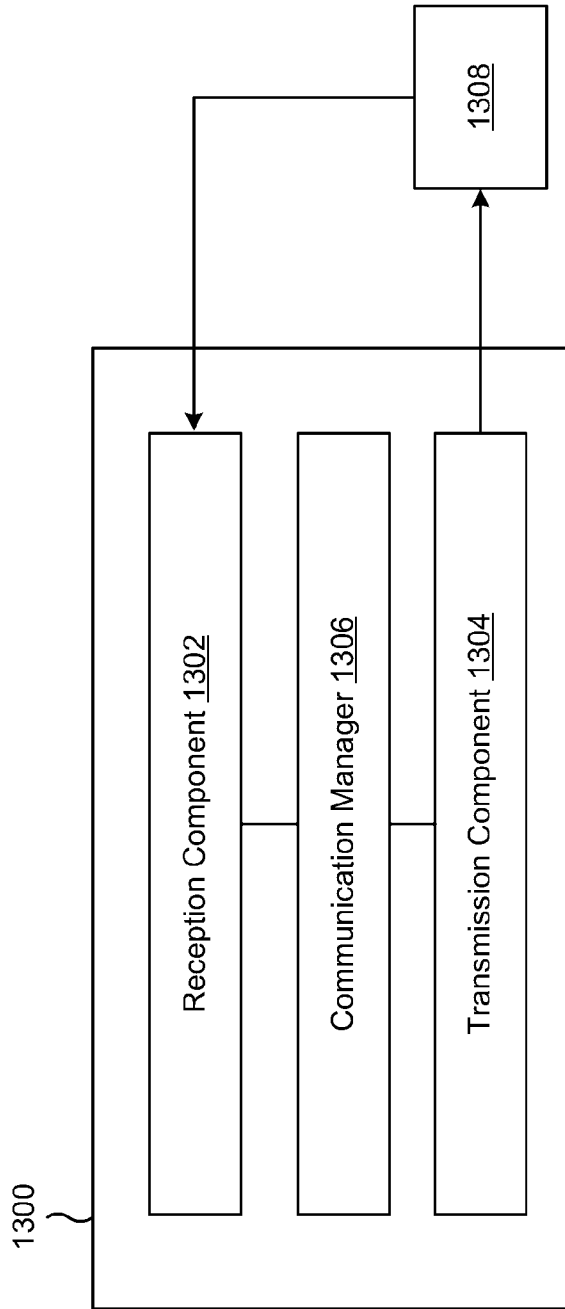 1300
Reception Component 1302
Communication Manager 1306
Transmission Component 1304
1308